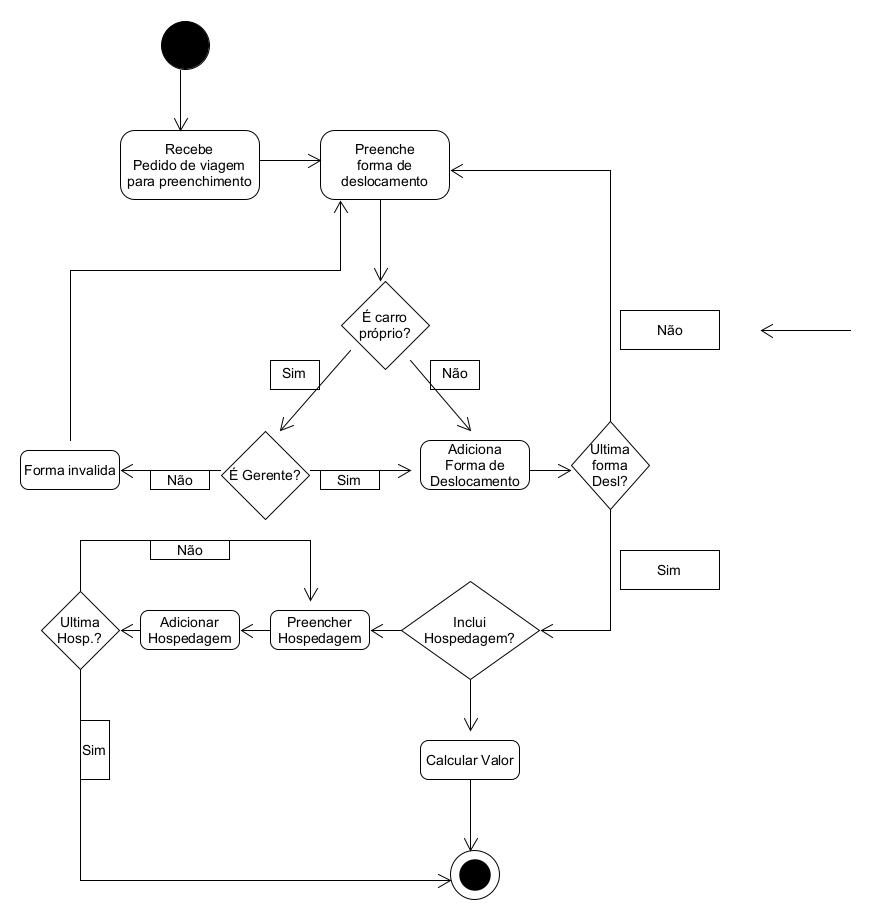 Recebe
Pedido de viagem
para preenchimento
Preenche
forma de
deslocamento
É carro
próprio?
Não
Sim
Não
Forma invalida
Não
É Gerente?
Sim
Adiciona
Forma de
Deslocamento
Ultima
forma
Desl?
Não
Sim
Ultima
Hosp.?
Adicionar
Hospedagem
Preencher
Hospedagem
Inclui
Hospedagem?
Sim
Calcular Valor